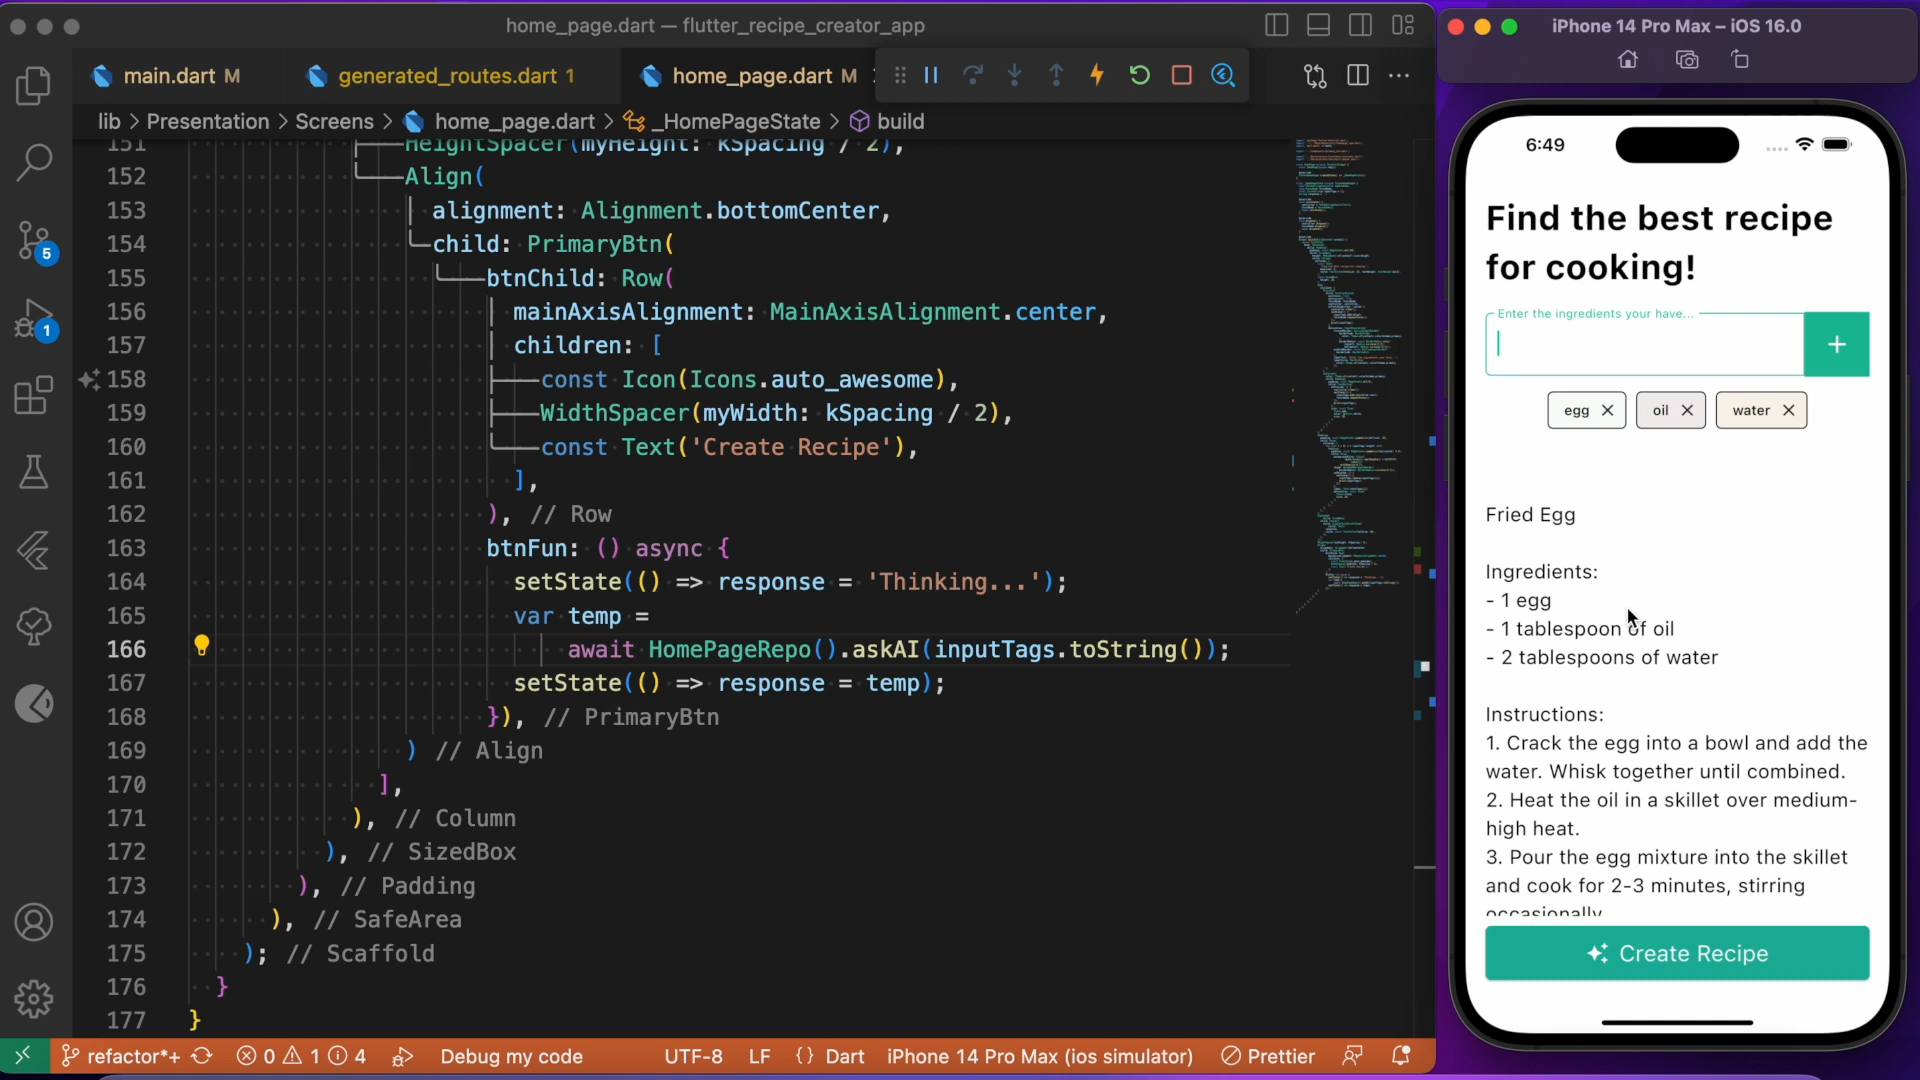 home_page.dart — flutter_recipe_creator_app
main.dart M
generated_routes.dart 1
home_page.dart M
lib > Presentation > Screens > home_page.dart > _HomePageState > build
151 HeightSpacer(myHeight: kSpacing / 2),
152 Align(
153 alignment: Alignment.bottomCenter,
154 child: PrimaryBtn(
155 btnChild: Row(
156 mainAxisAlignment: MainAxisAlignment.center,
157 children: [
158 const Icon(Icons.auto_awesome),
159 WidthSpacer(myWidth: kSpacing / 2),
160 const Text('Create Recipe'),
161 ],
162 ), // Row
163 btnFun: () async {
164 setState(() => response = 'Thinking...');
165 var temp =
166 await HomePageRepo().askAI(inputTags.toString());
167 setState(() => response = temp);
168 }), // PrimaryBtn
169 ) // Align
170 ],
171 ), // Column
172 ), // SizedBox
173 ), // Padding
174 ), // SafeArea
175 ); // Scaffold
176 }
177 }
5
1
refactor*+ 0 1 4 Debug my code UTF-8 LF {} Dart iPhone 14 Pro Max (ios simulator) Prettier
iPhone 14 Pro Max – iOS 16.0
6:49
Find the best recipe
for cooking!
Enter the ingredients your have...
+
egg × oil × water ×
Fried Egg
Ingredients:
- 1 egg
- 1 tablespoon of oil
- 2 tablespoons of water
Instructions:
1. Crack the egg into a bowl and add the
water. Whisk together until combined.
2. Heat the oil in a skillet over medium-
high heat.
3. Pour the egg mixture into the skillet
and cook for 2-3 minutes, stirring
occasionally
Create Recipe